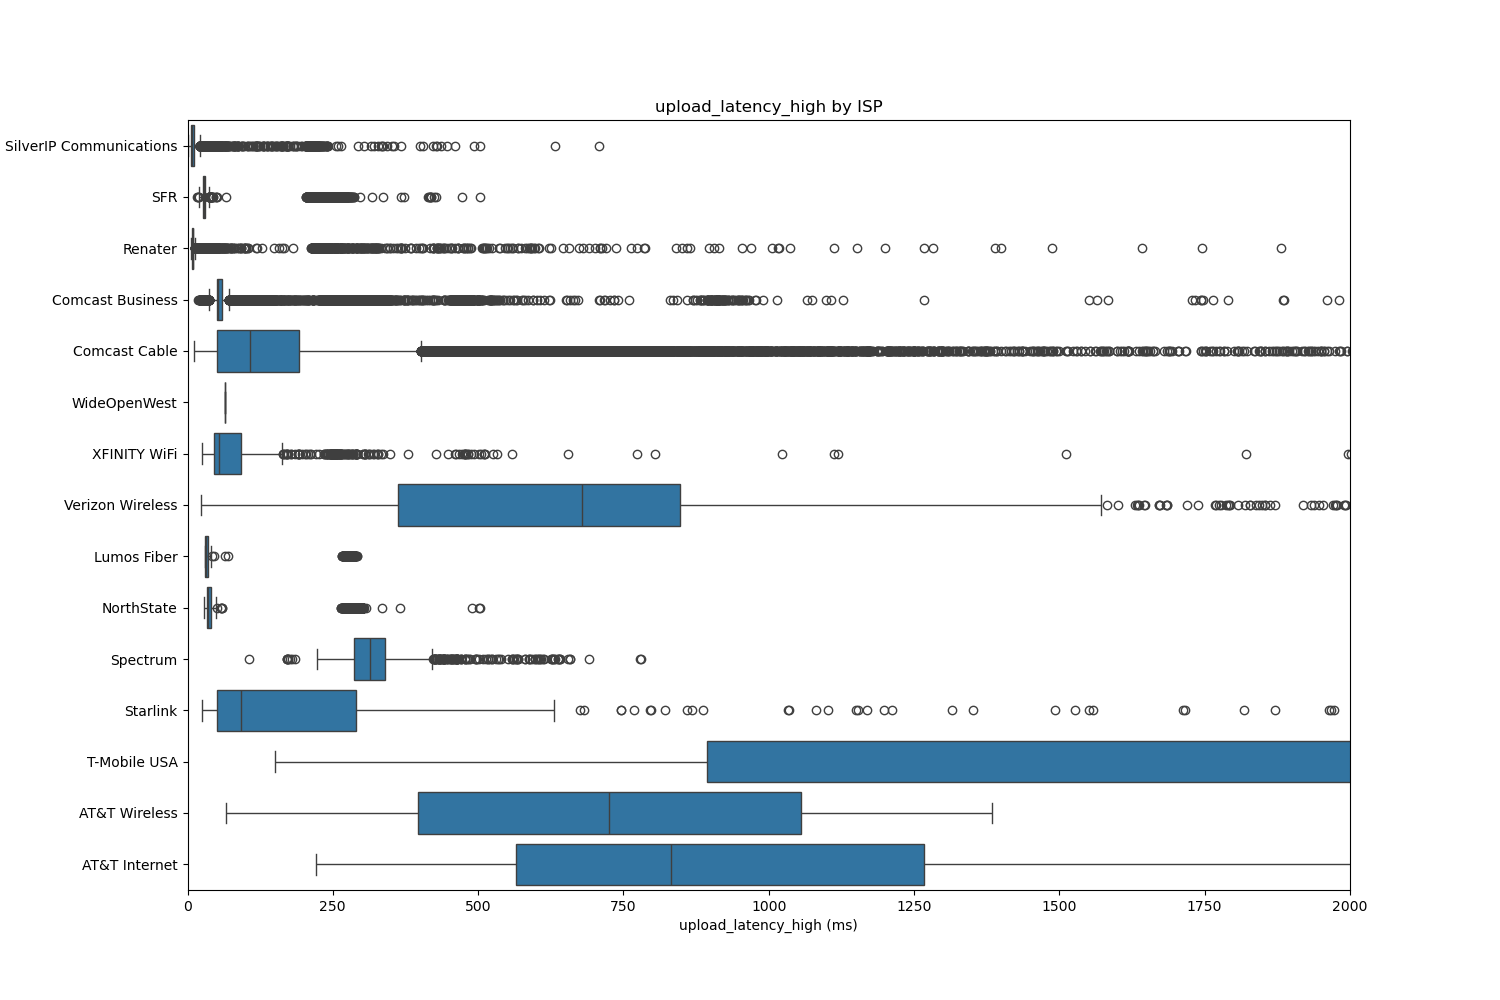 upload_latency_high by ISP
SilverIP Communications
SFR
Renater
Comcast Business
Comcast Cable
WideOpenWest
XFINITY WiFi
Verizon Wireless
Lumos Fiber
NorthState
Spectrum
Starlink
T-Mobile USA
AT&T Wireless
AT&T Internet
0 250 500 750 1000 1250 1500 1750 2000
upload_latency_high (ms)